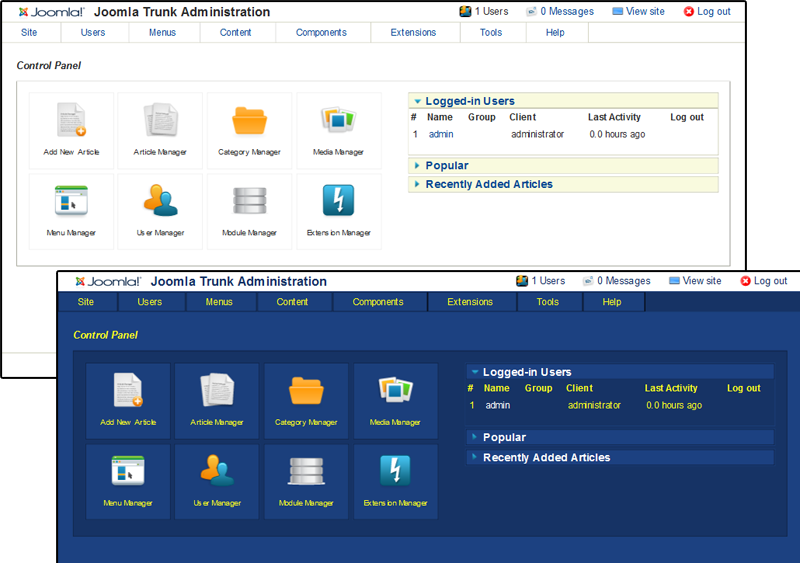 Joomla! Joomla Trunk Administration 1 Users 0 Messages View site Log out
Site Users Menus Content Components Extensions Tools Help
Control Panel
Add New Article Article Manager Category Manager Media Manager
Menu Manager User Manager Module Manager Extension Manager
Logged-in Users
# Name Group Client Last Activity Log out
1 admin administrator 0.0 hours ago
Popular
Recently Added Articles
Joomla! Joomla Trunk Administration 1 Users 0 Messages View site Log out
Site Users Menus Content Components Extensions Tools Help
Control Panel
Add New Article Article Manager Category Manager Media Manager
Menu Manager User Manager Module Manager Extension Manager
Logged-in Users
# Name Group Client Last Activity Log out
1 admin administrator 0.0 hours ago
Popular
Recently Added Articles